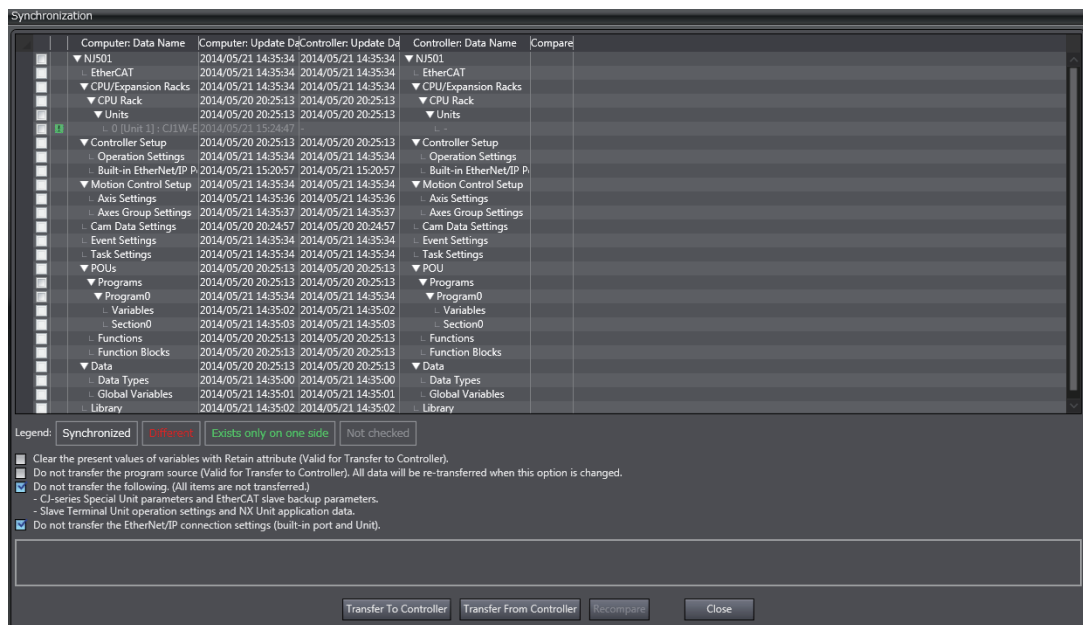 Synchronization
Computer: Data Name Computer: Update Da Controller: Update Da Controller: Data Name Compare
▼ NJ501 2014/05/21 14:35:34 2014/05/21 14:35:34 ▼ NJ501
EtherCAT 2014/05/21 14:35:34 2014/05/21 14:35:34 EtherCAT
▼ CPU/Expansion Racks 2014/05/21 14:35:34 2014/05/21 14:35:34 ▼ CPU/Expansion Racks
▼ CPU Rack 2014/05/20 20:25:13 2014/05/20 20:25:13 ▼ CPU Rack
▼ Units 2014/05/20 20:25:13 2014/05/20 20:25:13 ▼ Units
! 0 [Unit 1] : CJ1W-E 2014/05/21 15:24:47 - -
▼ Controller Setup 2014/05/20 20:25:13 2014/05/20 20:25:13 ▼ Controller Setup
Operation Settings 2014/05/21 14:35:34 2014/05/21 14:35:34 Operation Settings
Built-in EtherNet/IP P 2014/05/21 15:20:57 2014/05/21 15:20:57 Built-in EtherNet/IP P
▼ Motion Control Setup 2014/05/21 14:35:34 2014/05/21 14:35:34 ▼ Motion Control Setup
Axis Settings 2014/05/21 14:35:36 2014/05/21 14:35:36 Axis Settings
Axes Group Settings 2014/05/21 14:35:37 2014/05/21 14:35:37 Axes Group Settings
Cam Data Settings 2014/05/20 20:24:57 2014/05/20 20:24:57 Cam Data Settings
Event Settings 2014/05/21 14:35:34 2014/05/21 14:35:34 Event Settings
Task Settings 2014/05/21 14:35:34 2014/05/21 14:35:34 Task Settings
▼ POUs 2014/05/20 20:25:13 2014/05/20 20:25:13 ▼ POU
▼ Programs 2014/05/20 20:25:13 2014/05/20 20:25:13 ▼ Programs
▼ Program0 2014/05/21 14:35:34 2014/05/21 14:35:34 ▼ Program0
Variables 2014/05/21 14:35:02 2014/05/21 14:35:02 Variables
Section0 2014/05/21 14:35:03 2014/05/21 14:35:03 Section0
Functions 2014/05/20 20:25:13 2014/05/20 20:25:13 Functions
Function Blocks 2014/05/20 20:25:13 2014/05/20 20:25:13 Function Blocks
▼ Data 2014/05/20 20:25:13 2014/05/20 20:25:13 ▼ Data
Data Types 2014/05/21 14:35:00 2014/05/21 14:35:00 Data Types
Global Variables 2014/05/21 14:35:01 2014/05/21 14:35:01 Global Variables
Library 2014/05/21 14:35:02 2014/05/21 14:35:02 Library
Legend: Synchronized Different Exists only on one side Not checked
Clear the present values of variables with Retain attribute (Valid for Transfer to Controller).
Do not transfer the program source (Valid for Transfer to Controller). All data will be re-transferred when this option is changed.
Do not transfer the following. (All items are not transferred.)
- CJ-series Special Unit parameters and EtherCAT slave backup parameters.
- Slave Terminal Unit operation settings and NX Unit application data.
Do not transfer the EtherNet/IP connection settings (built-in port and Unit).
Transfer To Controller Transfer From Controller Recompare Close